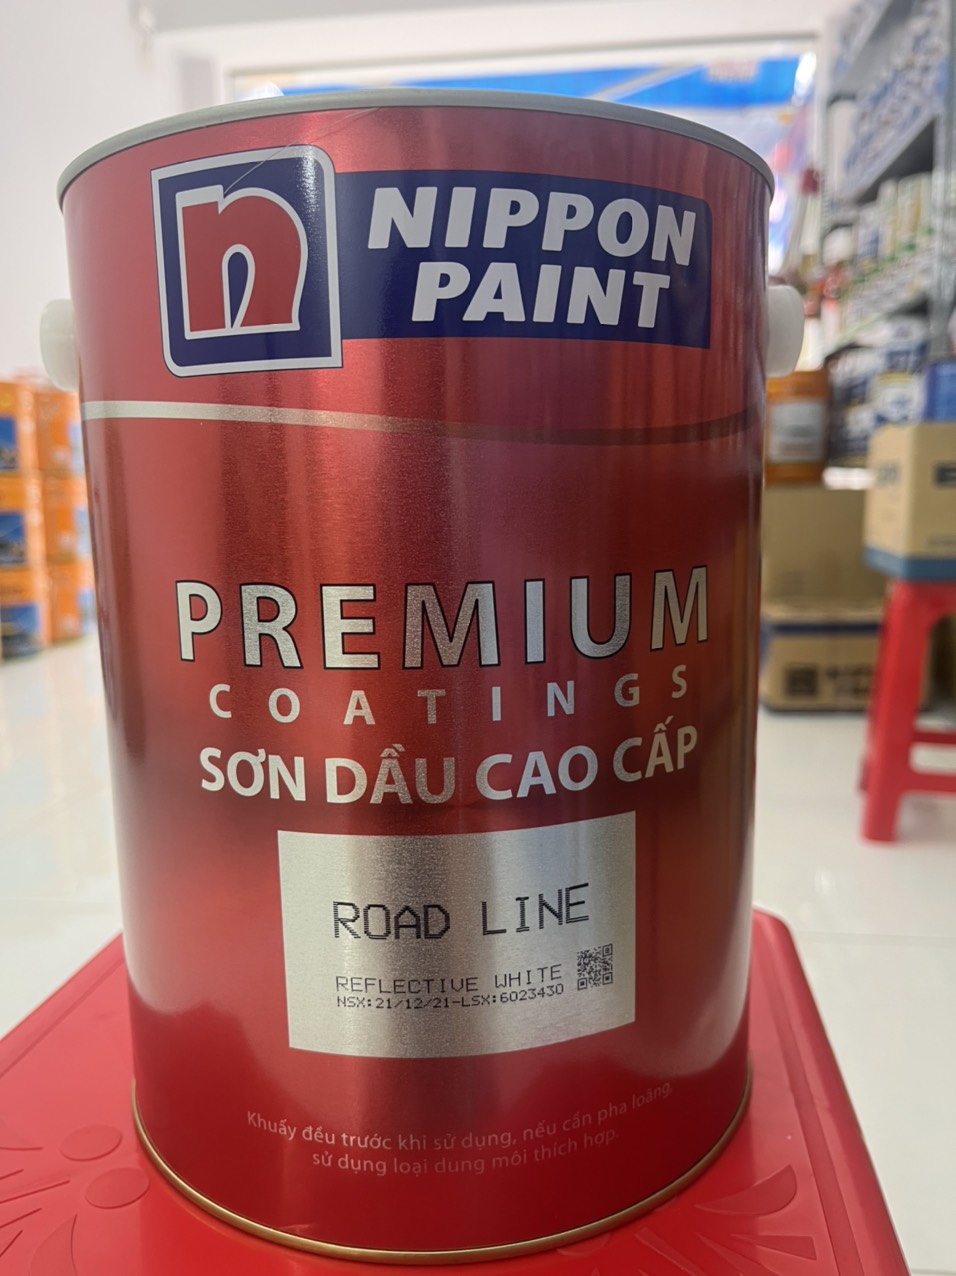 n
NIPPON
PAINT
PREMIUM
COATINGS
SƠN DẦU CAO CẤP
ROAD LINE
REFLECTIVE WHITE
NSX:21/12/21-LSX:6023430
Khuấy đều trước khi sử dụng, nếu cần pha loãng,
sử dụng loại dung môi thích hợp.